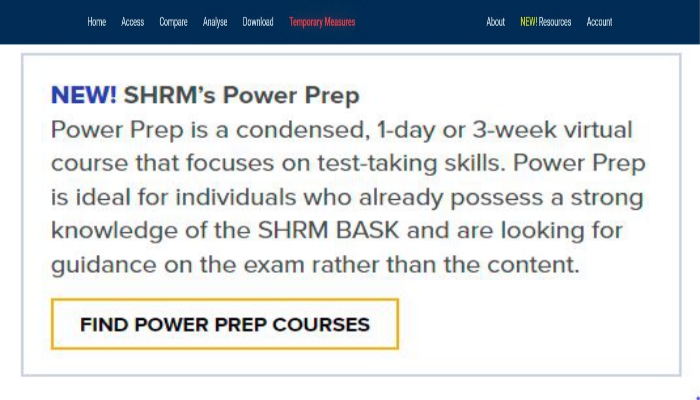 Home Access Compare Analyse Download Temporary Measures About NEW! Resources Account
NEW! SHRM's Power Prep
Power Prep is a condensed, 1-day or 3-week virtual
course that focuses on test-taking skills. Power Prep
is ideal for individuals who already possess a strong
knowledge of the SHRM BASK and are looking for
guidance on the exam rather than the content.
FIND POWER PREP COURSES